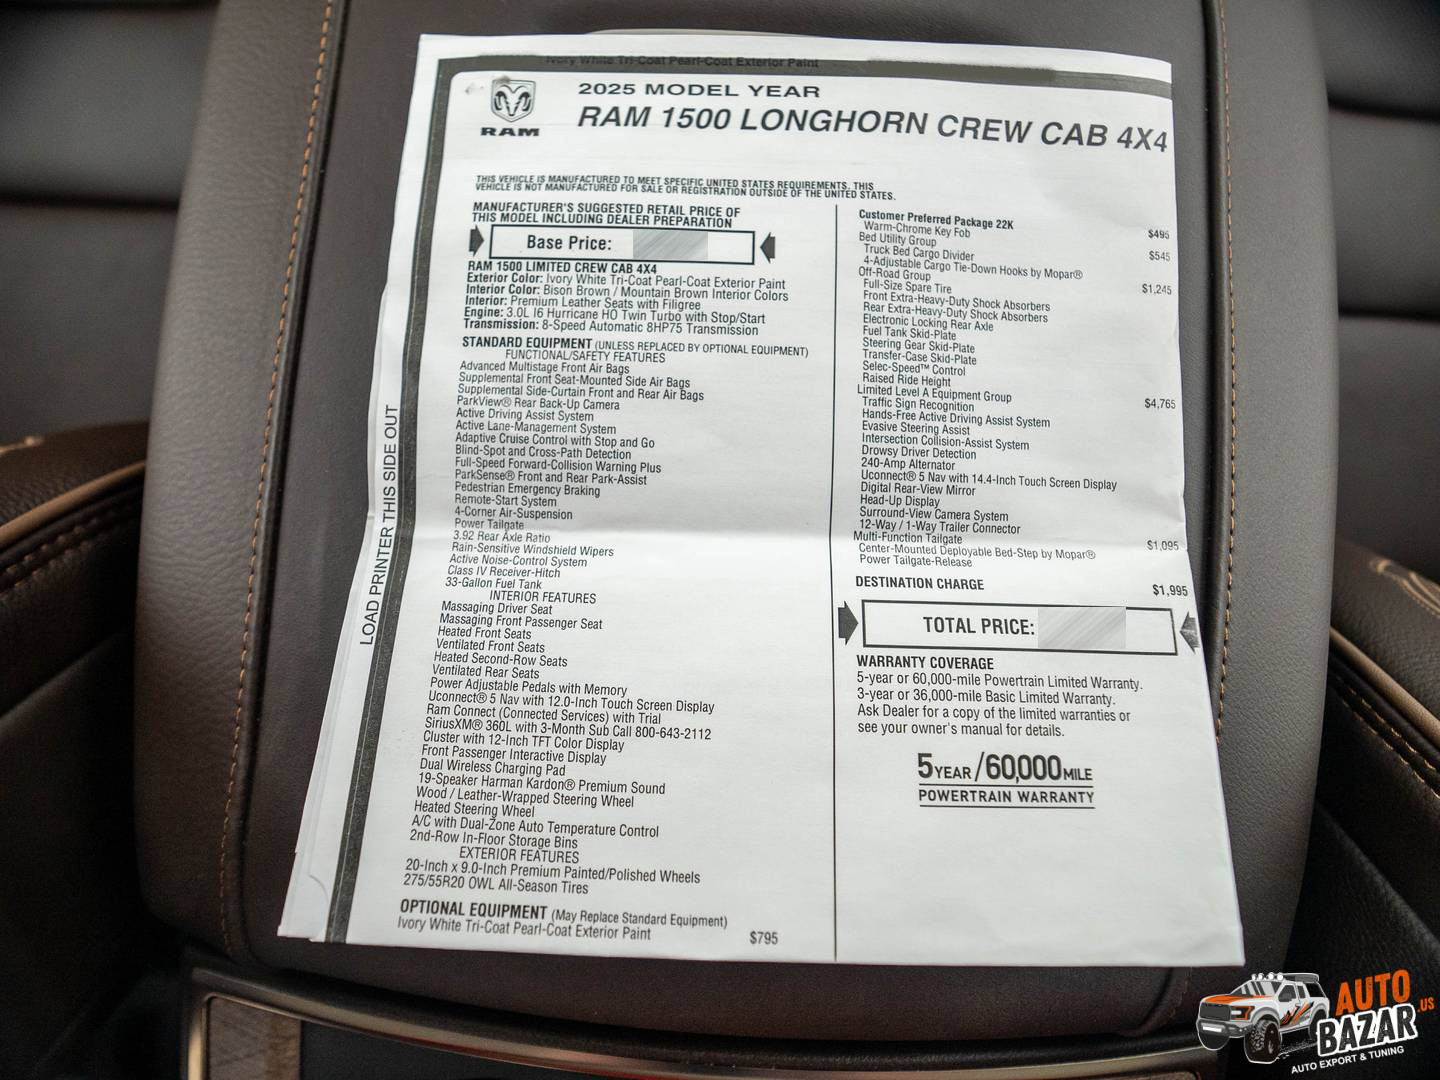 Ivory White Tri-Coat Pearl-Coat Exterior Paint
RAM
2025 MODEL YEAR
RAM 1500 LONGHORN CREW CAB 4X4
THIS VEHICLE IS MANUFACTURED TO MEET SPECIFIC UNITED STATES REQUIREMENTS. THIS
VEHICLE IS NOT MANUFACTURED FOR SALE OR REGISTRATION OUTSIDE OF THE UNITED STATES.
MANUFACTURER'S SUGGESTED RETAIL PRICE OF
THIS MODEL INCLUDING DEALER PREPARATION
Base Price:
RAM 1500 LIMITED CREW CAB 4X4
Exterior Color: Ivory White Tri-Coat Pearl-Coat Exterior Paint
Interior Color: Bison Brown / Mountain Brown Interior Colors
Interior: Premium Leather Seats with Filigree
Engine: 3.0L I6 Hurricane HO Twin Turbo with Stop/Start
Transmission: 8-Speed Automatic 8HP75 Transmission
STANDARD EQUIPMENT (UNLESS REPLACED BY OPTIONAL EQUIPMENT)
FUNCTIONAL/SAFETY FEATURES
Advanced Multistage Front Air Bags
Supplemental Front Seat-Mounted Side Air Bags
Supplemental Side-Curtain Front and Rear Air Bags
ParkView® Rear Back-Up Camera
Active Driving Assist System
Active Lane-Management System
Adaptive Cruise Control with Stop and Go
Blind-Spot and Cross-Path Detection
Full-Speed Forward-Collision Warning Plus
ParkSense® Front and Rear Park-Assist
Pedestrian Emergency Braking
Remote-Start System
4-Corner Air-Suspension
Power Tailgate
3.92 Rear Axle Ratio
Rain-Sensitive Windshield Wipers
Active Noise-Control System
Class IV Receiver-Hitch
33-Gallon Fuel Tank
INTERIOR FEATURES
Massaging Driver Seat
Massaging Front Passenger Seat
Heated Front Seats
Ventilated Front Seats
Heated Second-Row Seats
Ventilated Rear Seats
Power Adjustable Pedals with Memory
Uconnect® 5 Nav with 12.0-Inch Touch Screen Display
Ram Connect (Connected Services) with Trial
SiriusXM® 360L with 3-Month Sub Call 800-643-2112
Cluster with 12-Inch TFT Color Display
Front Passenger Interactive Display
Dual Wireless Charging Pad
19-Speaker Harman Kardon® Premium Sound
Wood / Leather-Wrapped Steering Wheel
Heated Steering Wheel
A/C with Dual-Zone Auto Temperature Control
2nd-Row In-Floor Storage Bins
EXTERIOR FEATURES
20-Inch x 9.0-Inch Premium Painted/Polished Wheels
275/55R20 OWL All-Season Tires
OPTIONAL EQUIPMENT (May Replace Standard Equipment)
Ivory White Tri-Coat Pearl-Coat Exterior Paint $795
Customer Preferred Package 22K
Warm-Chrome Key Fob $495
Bed Utility Group $545
Truck Bed Cargo Divider
4-Adjustable Cargo Tie-Down Hooks by Mopar®
Off-Road Group $1,245
Full-Size Spare Tire
Front Extra-Heavy-Duty Shock Absorbers
Rear Extra-Heavy-Duty Shock Absorbers
Electronic Locking Rear Axle
Fuel Tank Skid-Plate
Steering Gear Skid-Plate
Transfer-Case Skid-Plate
Selec-Speed™ Control
Raised Ride Height
Limited Level A Equipment Group $4,765
Traffic Sign Recognition
Hands-Free Active Driving Assist System
Evasive Steering Assist
Intersection Collision-Assist System
Drowsy Driver Detection
240-Amp Alternator
Uconnect® 5 Nav with 14.4-Inch Touch Screen Display
Digital Rear-View Mirror
Head-Up Display
Surround-View Camera System
12-Way / 1-Way Trailer Connector
Multi-Function Tailgate $1,095
Center-Mounted Deployable Bed-Step by Mopar®
Power Tailgate-Release
DESTINATION CHARGE $1,995
TOTAL PRICE:
WARRANTY COVERAGE
5-year or 60,000-mile Powertrain Limited Warranty.
3-year or 36,000-mile Basic Limited Warranty.
Ask Dealer for a copy of the limited warranties or
see your owner's manual for details.
5 YEAR / 60,000 MILE
POWERTRAIN WARRANTY
LOAD PRINTER THIS SIDE OUT
AUTO
BAZAR.US
AUTO EXPORT & TUNING